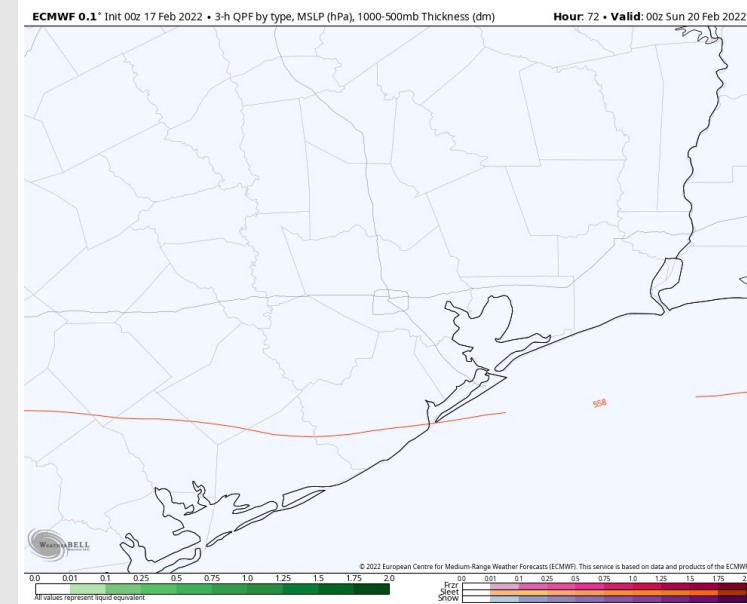 ECMWF 0.1° Init 00z 17 Feb 2022 • 3-h QPF by type, MSLP (hPa), 1000-500mb Thickness (dm)
Hour: 72 • Valid: 00z Sun 20 Feb 2022
558
WeatherBELL
© 2022 European Centre for Medium-Range Weather Forecasts (ECMWF). This service is based on data and products of the ECMWF
0.0 0.01 0.1 0.25 0.5 0.75 1.0 1.25 1.5 1.75 2.0
All values represent liquid equivalent
0.0 0.01 0.1 0.25 0.5 0.75 1.0 1.25 1.5 1.75
Frzr
Sleet
Snow